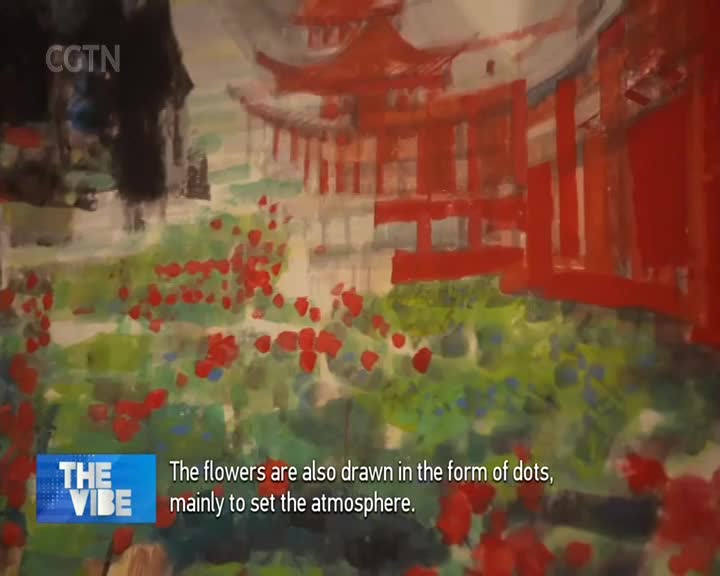 CGTN
THE
VIBE
The flowers are also drawn in the form of dots,
mainly to set the atmosphere.